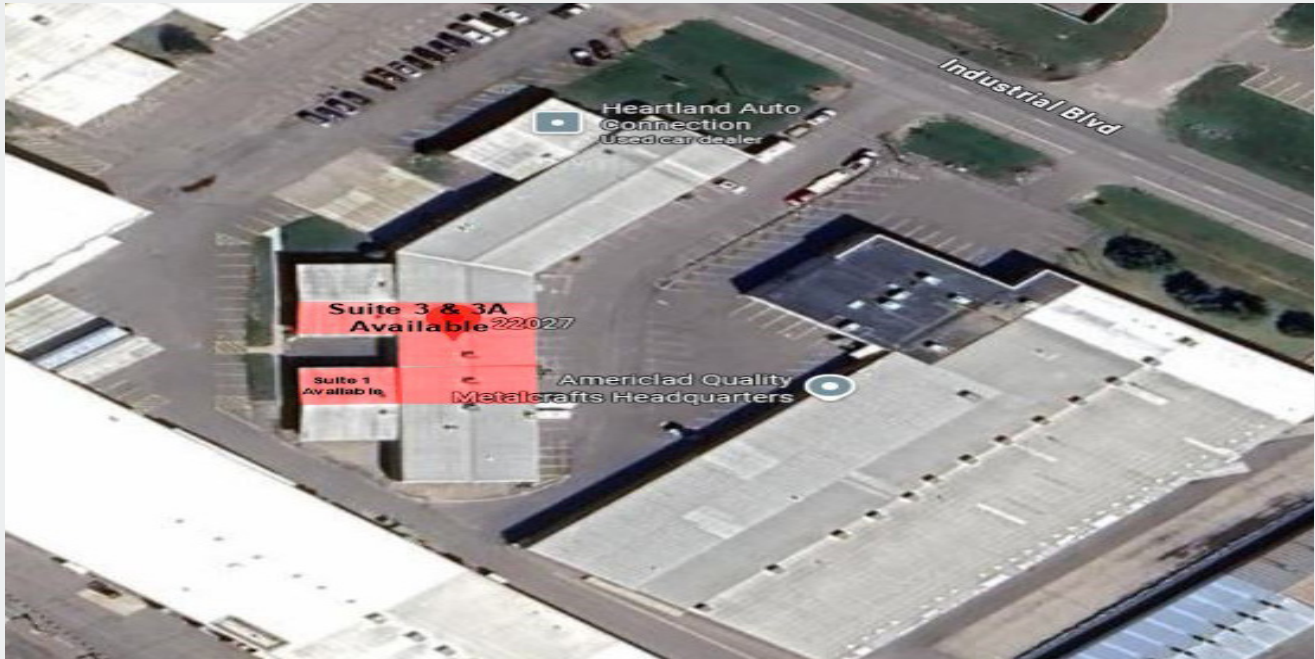 Industrial Blvd
Heartland Auto
Connection
Used car dealer
Suite 3 & 3A
Available
22027
Suite 1
Available
Americlad Quality
Metalcrafts Headquarters